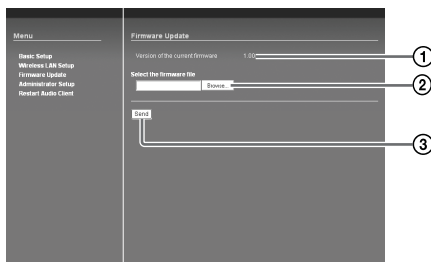 Menu
Basic Setup
Wireless LAN Setup
Firmware Update
Administrator Setup
Restart Audio Client
Firmware Update
Version of the current firmware 1.00
1
Select the firmware file
Browse...
2
Send
3